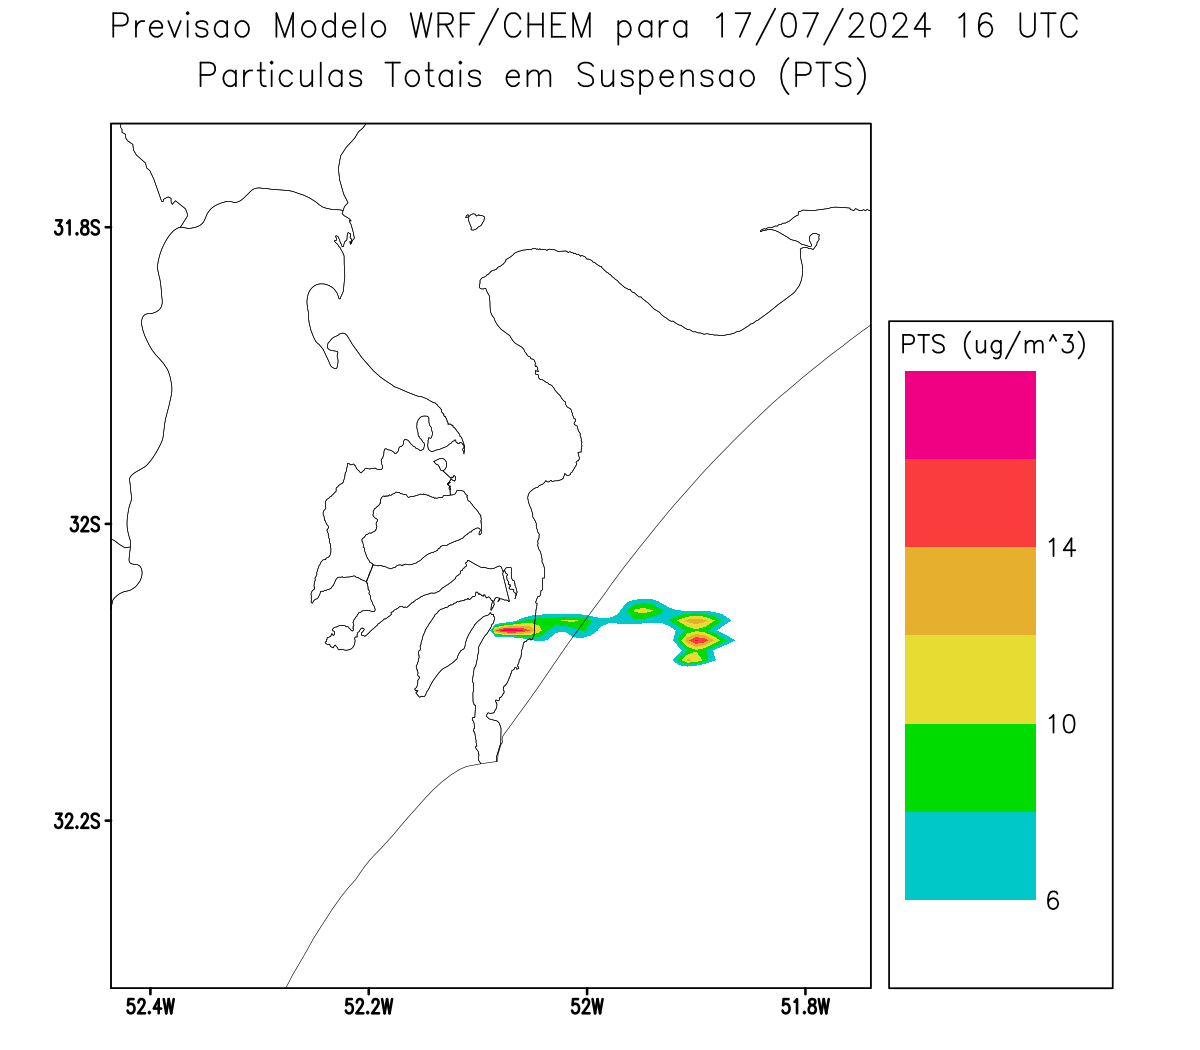 Previsao Modelo WRF/CHEM para 17/07/2024 16 UTC
Particulas Totais em Suspensao (PTS)
31.8S
32S
32.2S
52.4W
52.2W
52W
51.8W
PTS (ug/m^3)
14
10
6